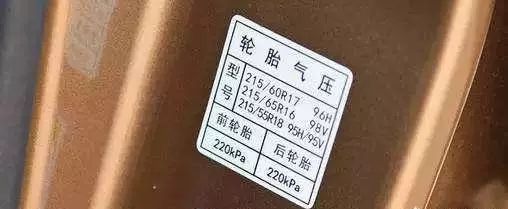 轮胎气压
型号
215/60R17 96H
215/65R16 98V
215/55R18 95H/95V
前轮胎 后轮胎
220kPa 220kPa